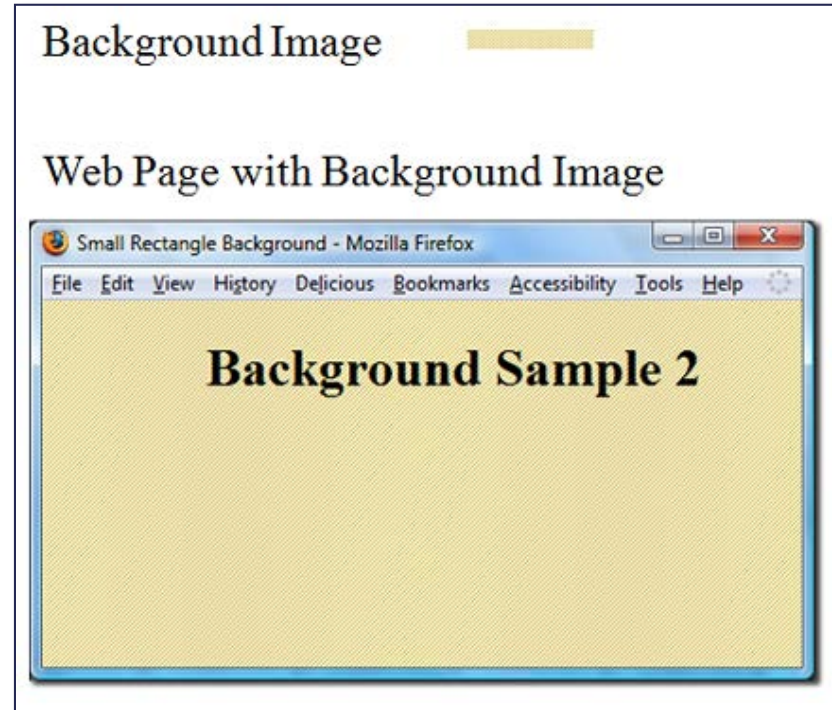 Background Image
Web Page with Background Image
Small Rectangle Background - Mozilla Firefox
File Edit View History Delicious Bookmarks Accessibility Tools Help
Background Sample 2